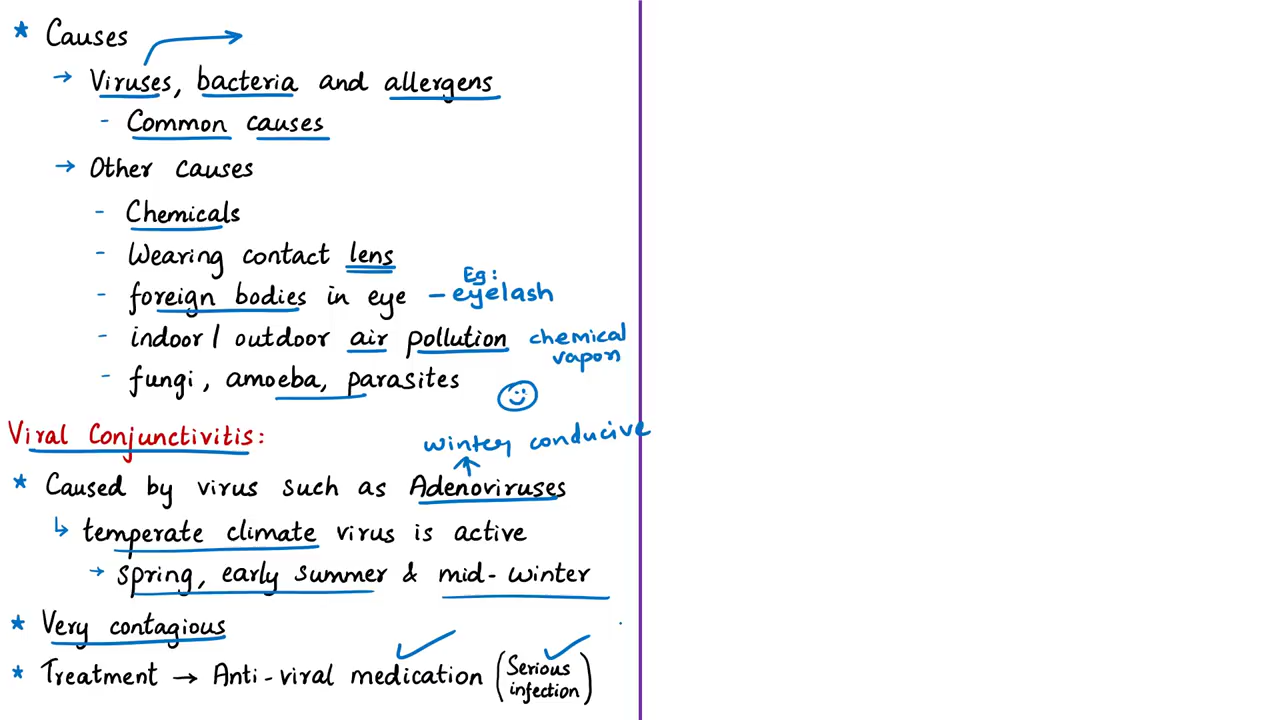 * Causes
→ Viruses, bacteria and allergens
- Common causes
→ Other causes
- Chemicals
- Wearing contact lens
Eg:
- foreign bodies in eye – eyelash
- indoor / outdoor air pollution chemical
vapon
- fungi, amoeba, parasites
Viral Conjunctivitis:
winter conducive
* Caused by virus such as Adenoviruses
↳ temperate climate virus is active
→ spring, early summer & mid-winter
* Very contagious
* Treatment → Anti-viral medication (Serious
infection)